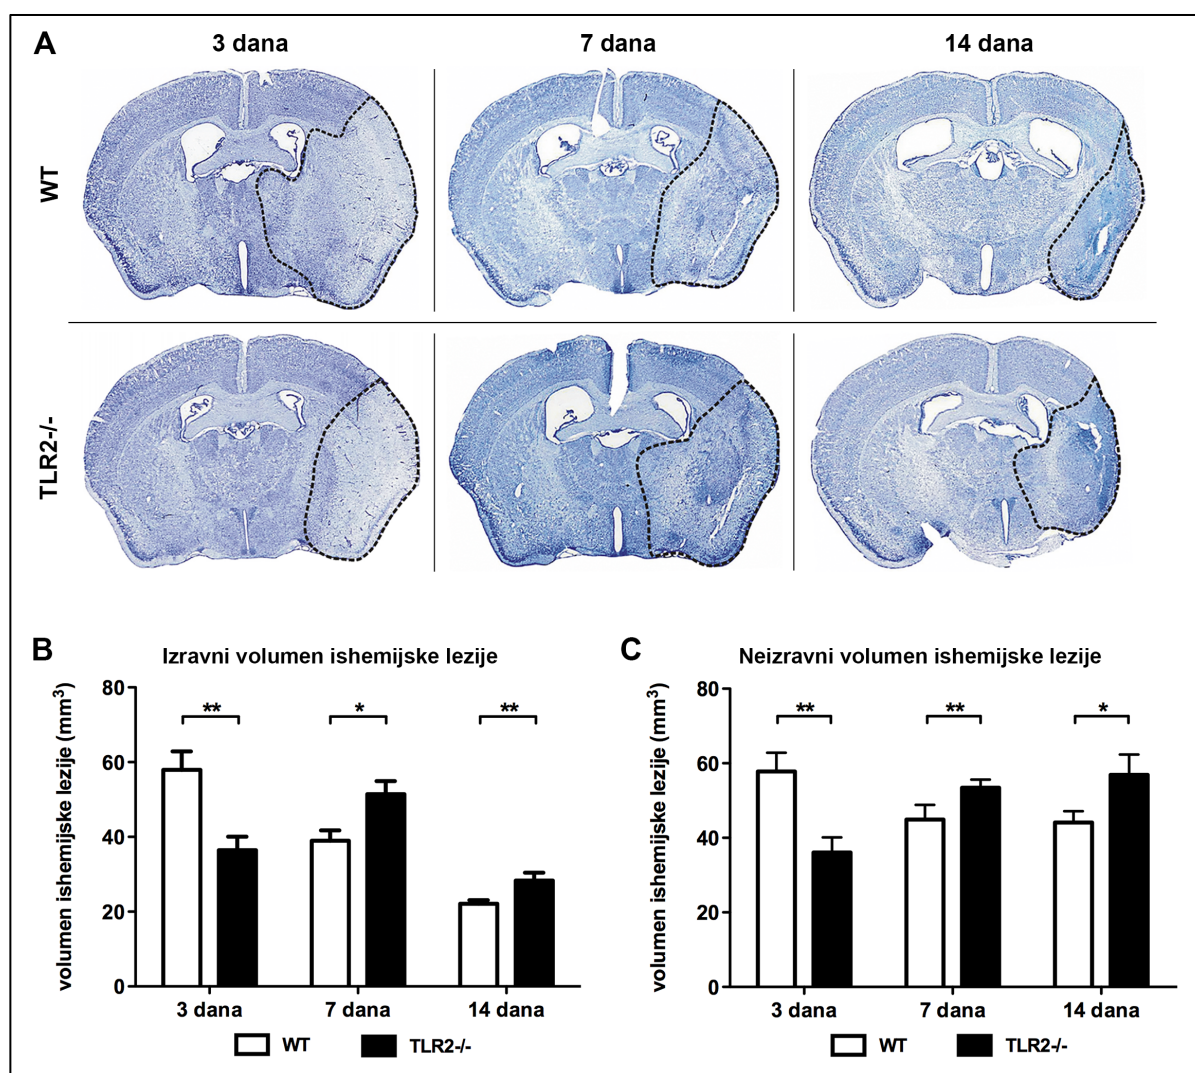 A
3 dana 7 dana 14 dana
WT
TLR2-/-
B
Izravni volumen ishemijske lezije
volumen ishemijske lezije (mm³)
80
60
40
20
0
** * **
3 dana 7 dana 14 dana
WT TLR2-/-
C
Neizravni volumen ishemijske lezije
volumen ishemijske lezije (mm³)
80
60
40
20
0
** ** *
3 dana 7 dana 14 dana
WT TLR2-/-